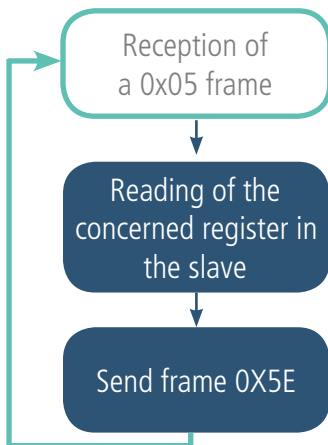 Reception of
a 0x05 frame
Reading of the
concerned register in
the slave
Send frame 0X5E